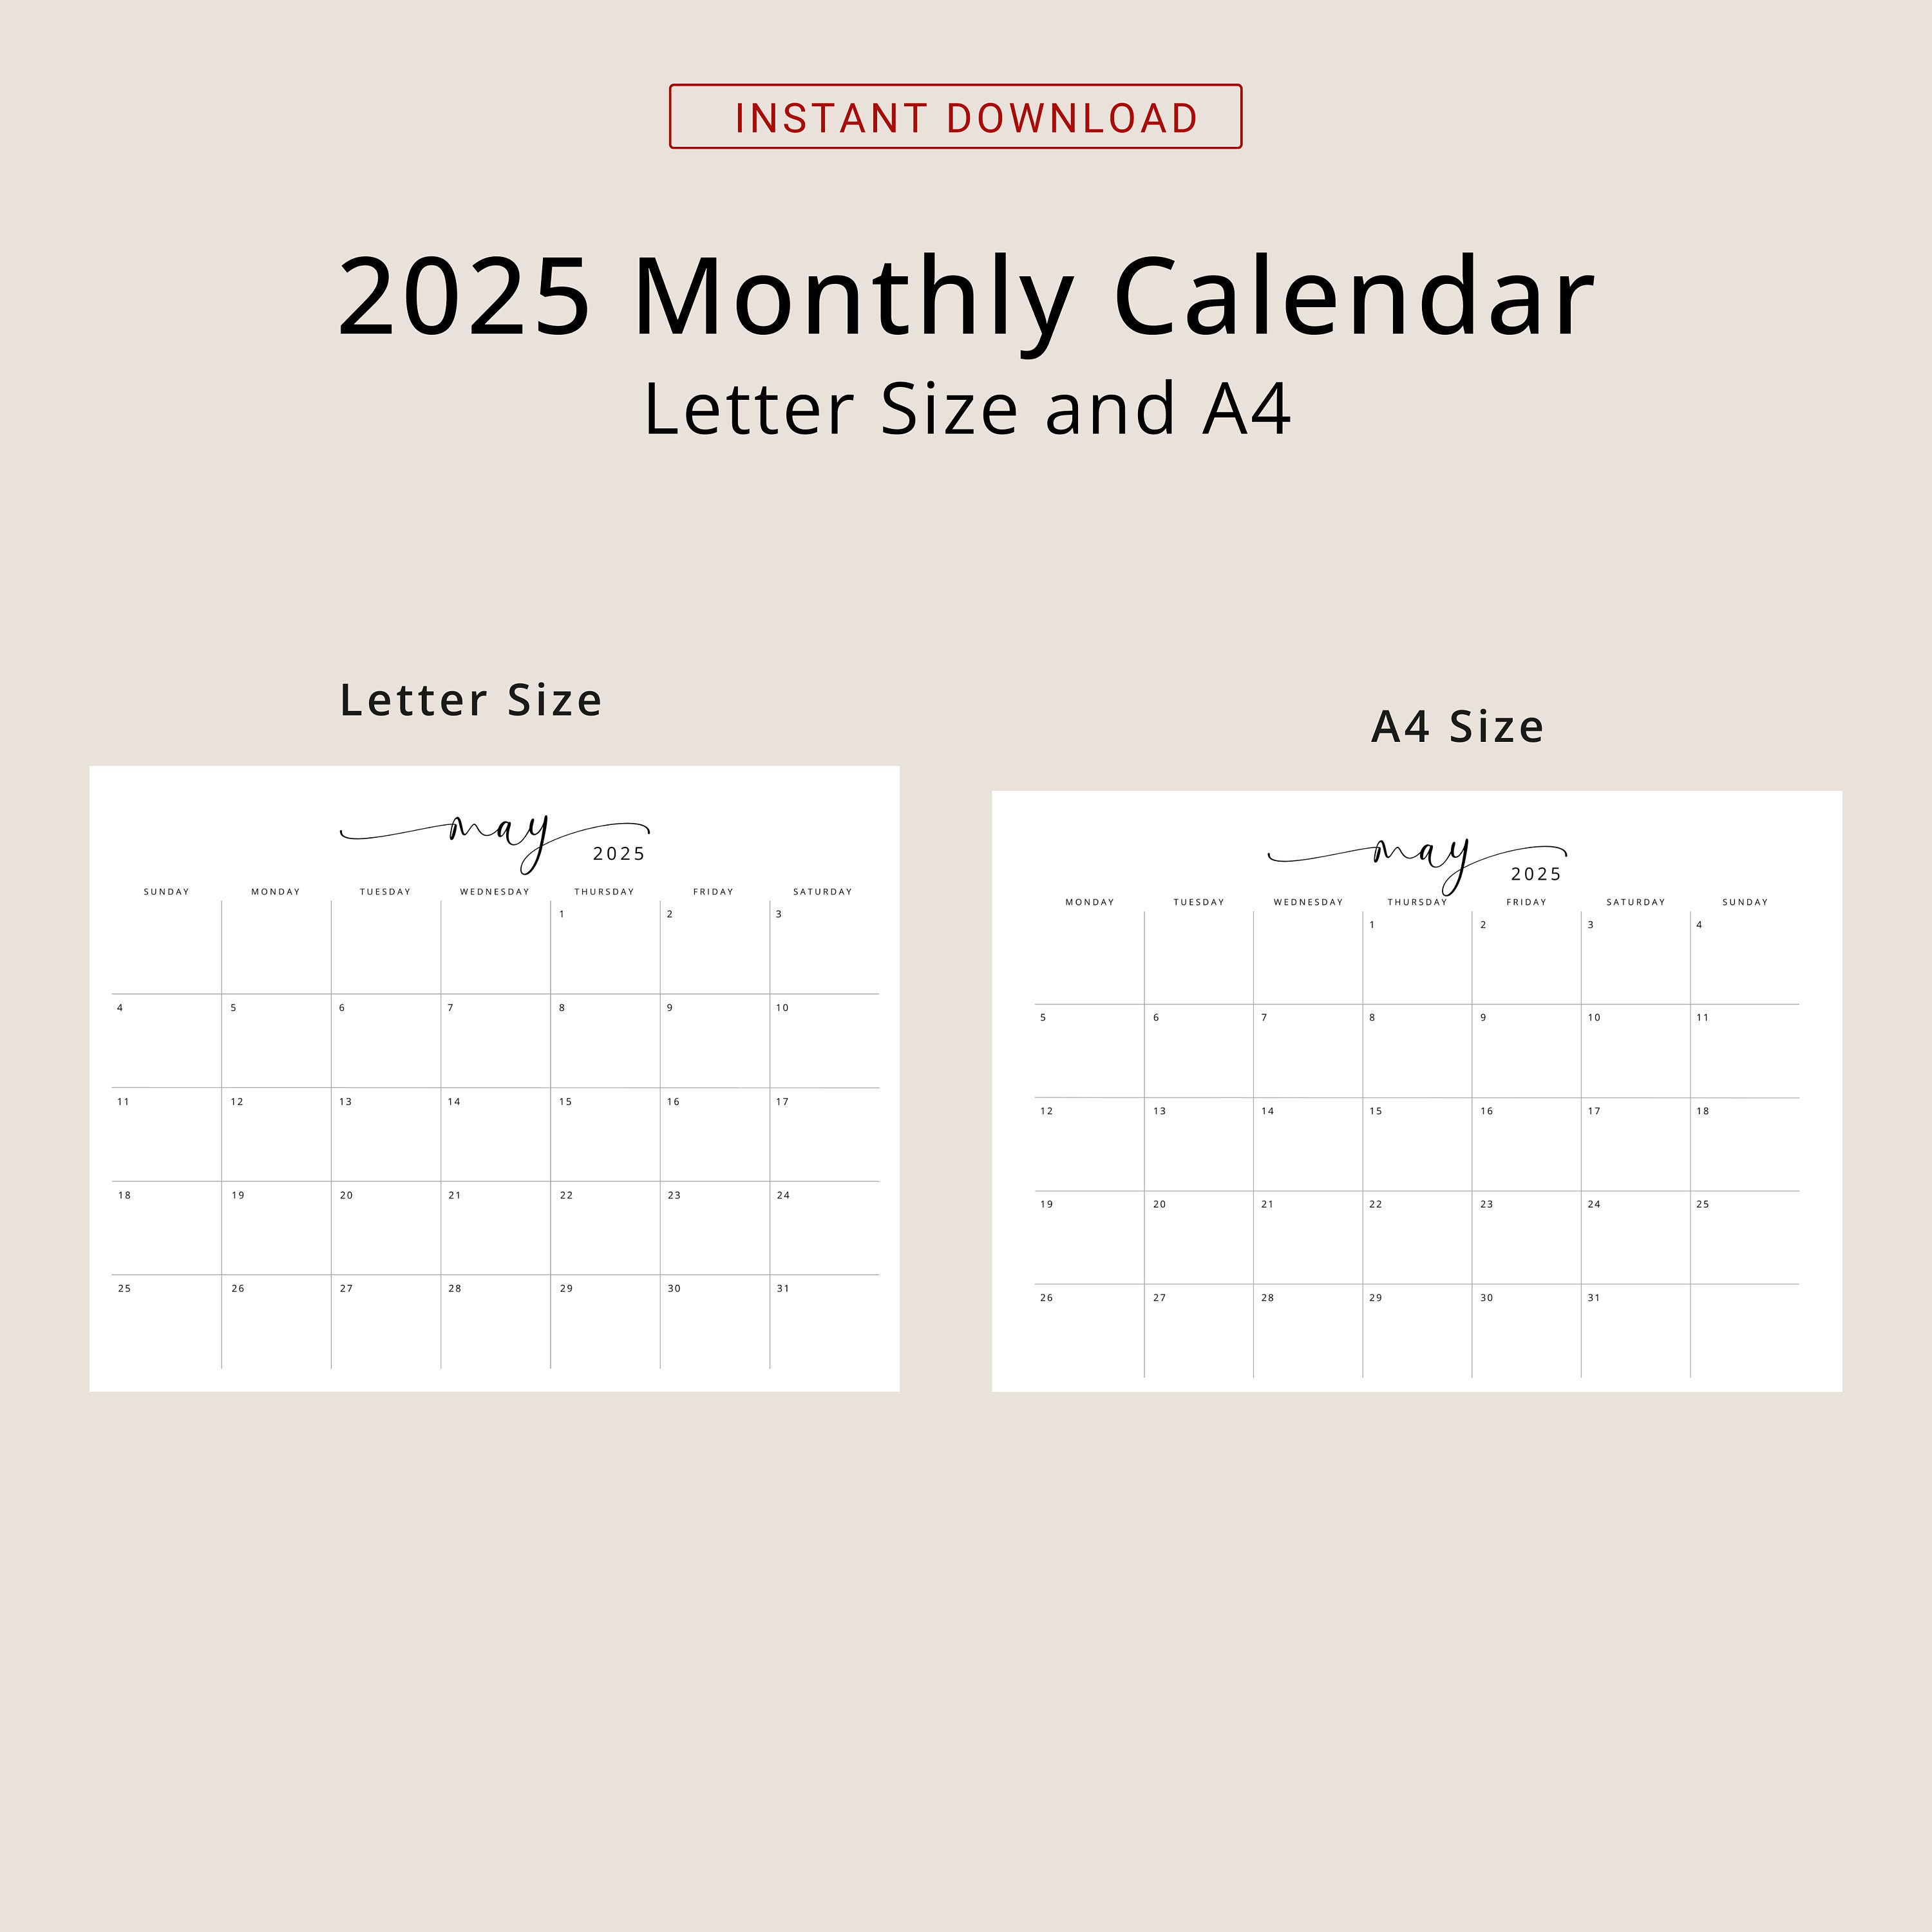 INSTANT DOWNLOAD
2025 Monthly Calendar
Letter Size and A4
Letter Size
may
2025
SUNDAY MONDAY TUESDAY WEDNESDAY THURSDAY FRIDAY SATURDAY
1 2 3
4 5 6 7 8 9 10
11 12 13 14 15 16 17
18 19 20 21 22 23 24
25 26 27 28 29 30 31
A4 Size
may
2025
MONDAY TUESDAY WEDNESDAY THURSDAY FRIDAY SATURDAY SUNDAY
1 2 3 4
5 6 7 8 9 10 11
12 13 14 15 16 17 18
19 20 21 22 23 24 25
26 27 28 29 30 31